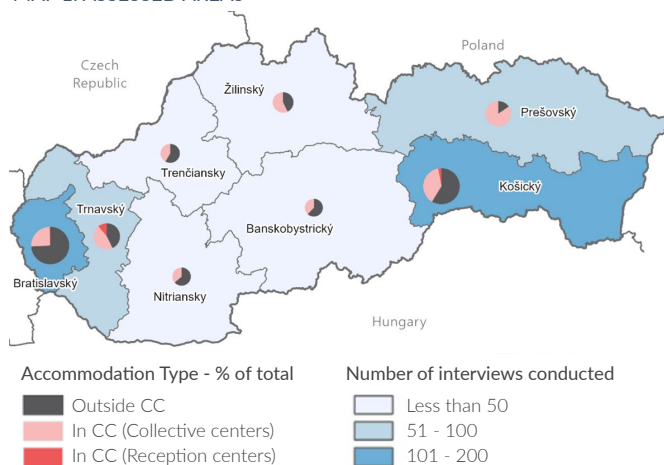 Czech
Republic
Poland
Žilinský
Prešovský
Trenčiansky
Košický
Trnavský
Banskobystrický
Bratislavský
Nitriansky
Hungary
Accommodation Type - % of total
Outside CC
In CC (Collective centers)
In CC (Reception centers)
Number of interviews conducted
Less than 50
51 - 100
101 - 200